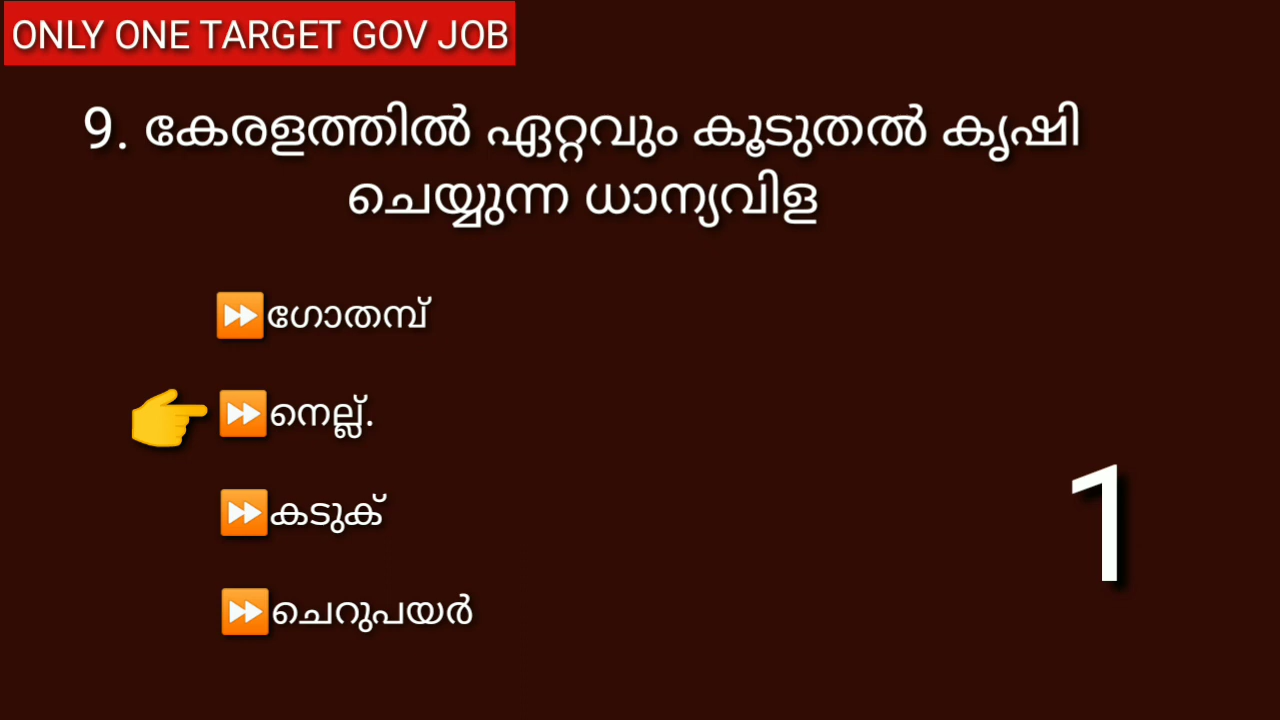 ONLY ONE TARGET GOV JOB
9. കേരളത്തിൽ ഏറ്റവും കൂടുതൽ കൃഷി
ചെയ്യുന്ന ധാന്യവിള
⏩ഗോതമ്പ്
👉⏩നെല്ല്.
⏩കടുക്
⏩ചെറുപയർ
1